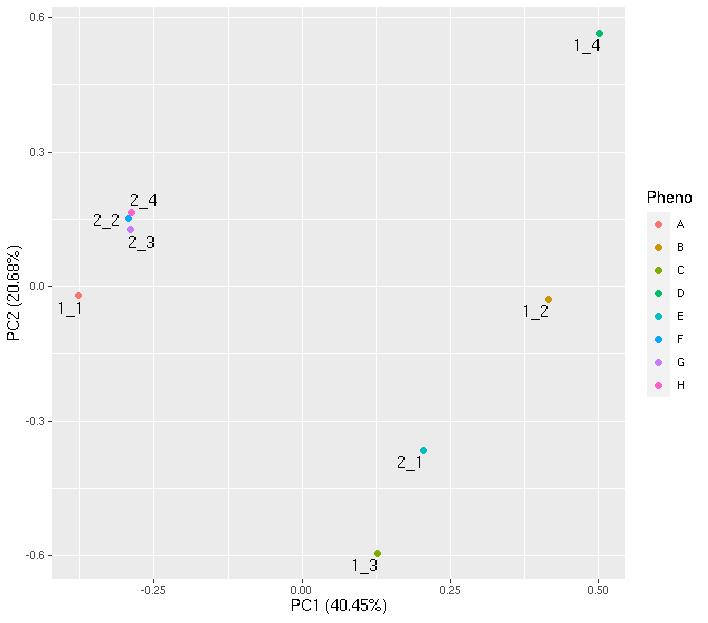 0.6
0.3
0.0
-0.3
-0.6
PC2 (20.68%)
1_4
2_4
2_2
2_3
1_1
1_2
2_1
1_3
-0.25
0.00
0.25
0.50
PC1 (40.45%)
Pheno
A
B
C
D
E
F
G
H